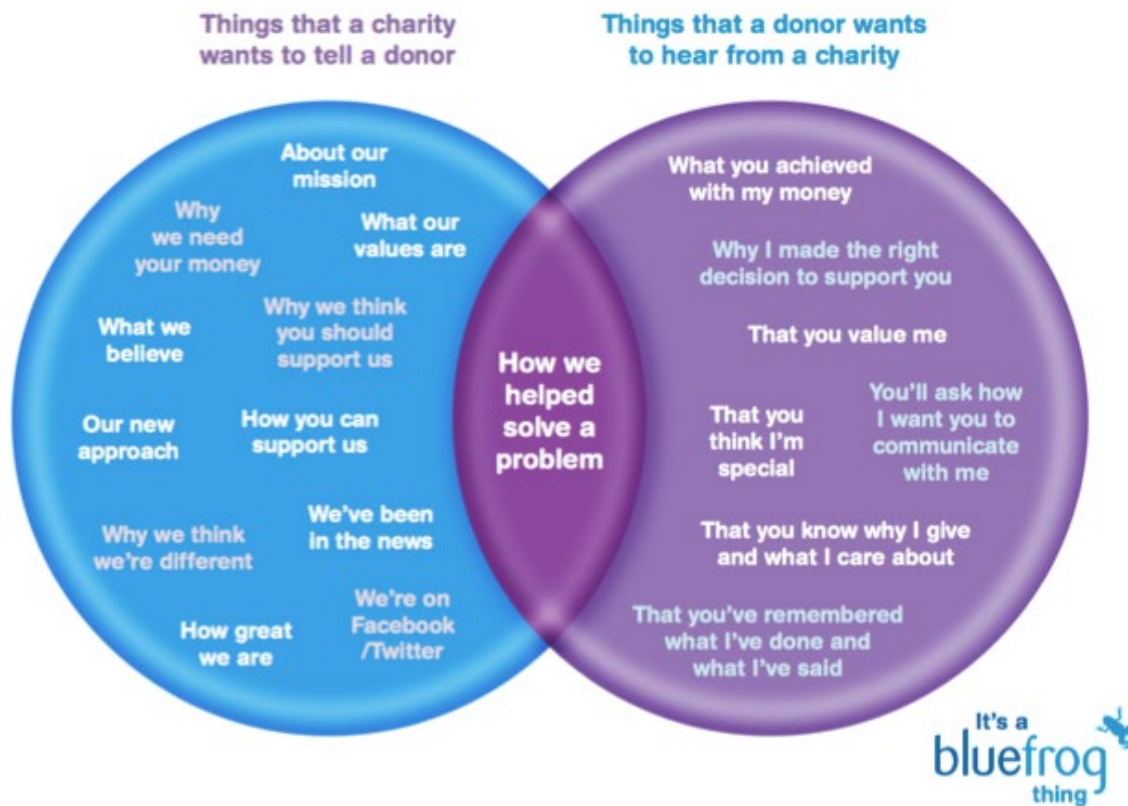 Things that a charity
wants to tell a donor
Things that a donor wants
to hear from a charity
About our
mission
Why
we need
your money
What our
values are
What we
believe
Why we think
you should
support us
Our new
approach
How you can
support us
Why we think
we're different
We've been
in the news
How great
we are
We're on
Facebook
/Twitter
How we
helped
solve a
problem
What you achieved
with my money
Why I made the right
decision to support you
That you value me
That you
think I'm
special
You'll ask how
I want you to
communicate
with me
That you know why I give
and what I care about
That you've remembered
what I've done and
what I've said
It's a
bluefrog
thing